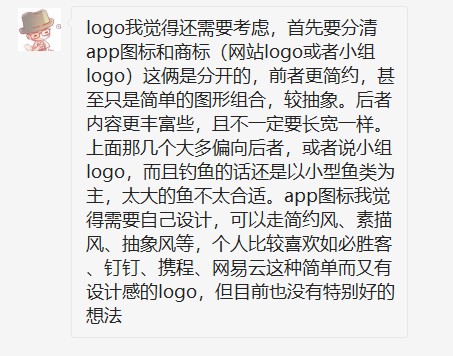 logo我觉得还需要考虑，首先要分清
app图标和商标（网站logo或者小组
logo）这俩是分开的，前者更简约，甚
至只是简单的图形组合，较抽象。后者
内容更丰富些，且不一定要长宽一样。
上面那几个大多偏向后者，或者说小组
logo，而且钓鱼的话还是以小型鱼类为
主，太大的鱼不太合适。app图标我觉
得需要自己设计，可以走简约风、素描
风、抽象风等，个人比较喜欢如必胜客
、钉钉、携程、网易云这种简单而又有
设计感的logo，但目前也没有特别好的
想法